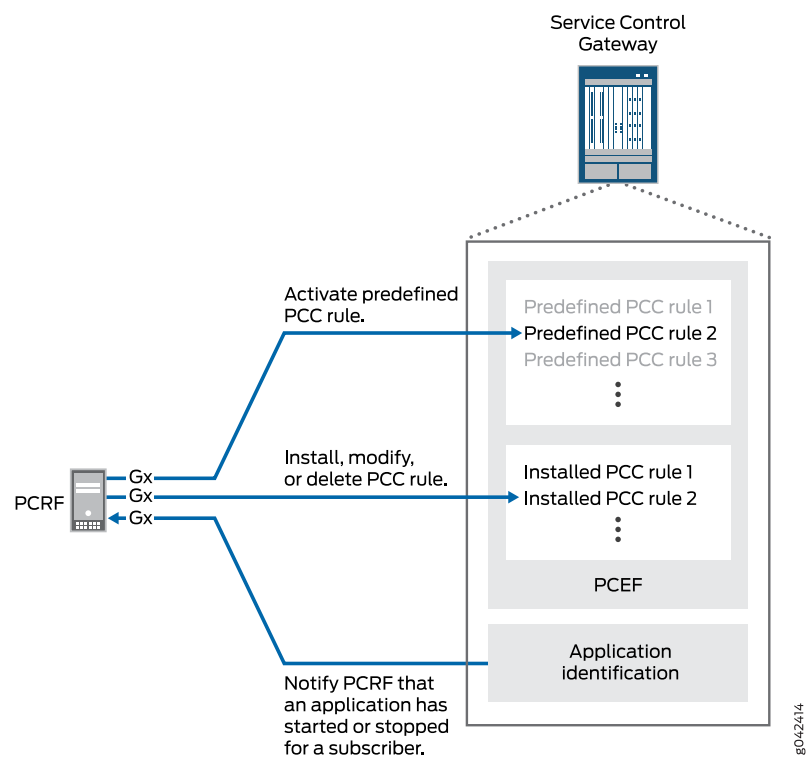 Service Control
Gateway
Activate predefined
PCC rule.
Predefined PCC rule 1
Predefined PCC rule 2
Predefined PCC rule 3
Install, modify,
or delete PCC rule.
Installed PCC rule 1
Installed PCC rule 2
PCRF
Gx
Gx
Gx
PCEF
Application
identification
Notify PCRF that
an application has
started or stopped
for a subscriber.
g042414